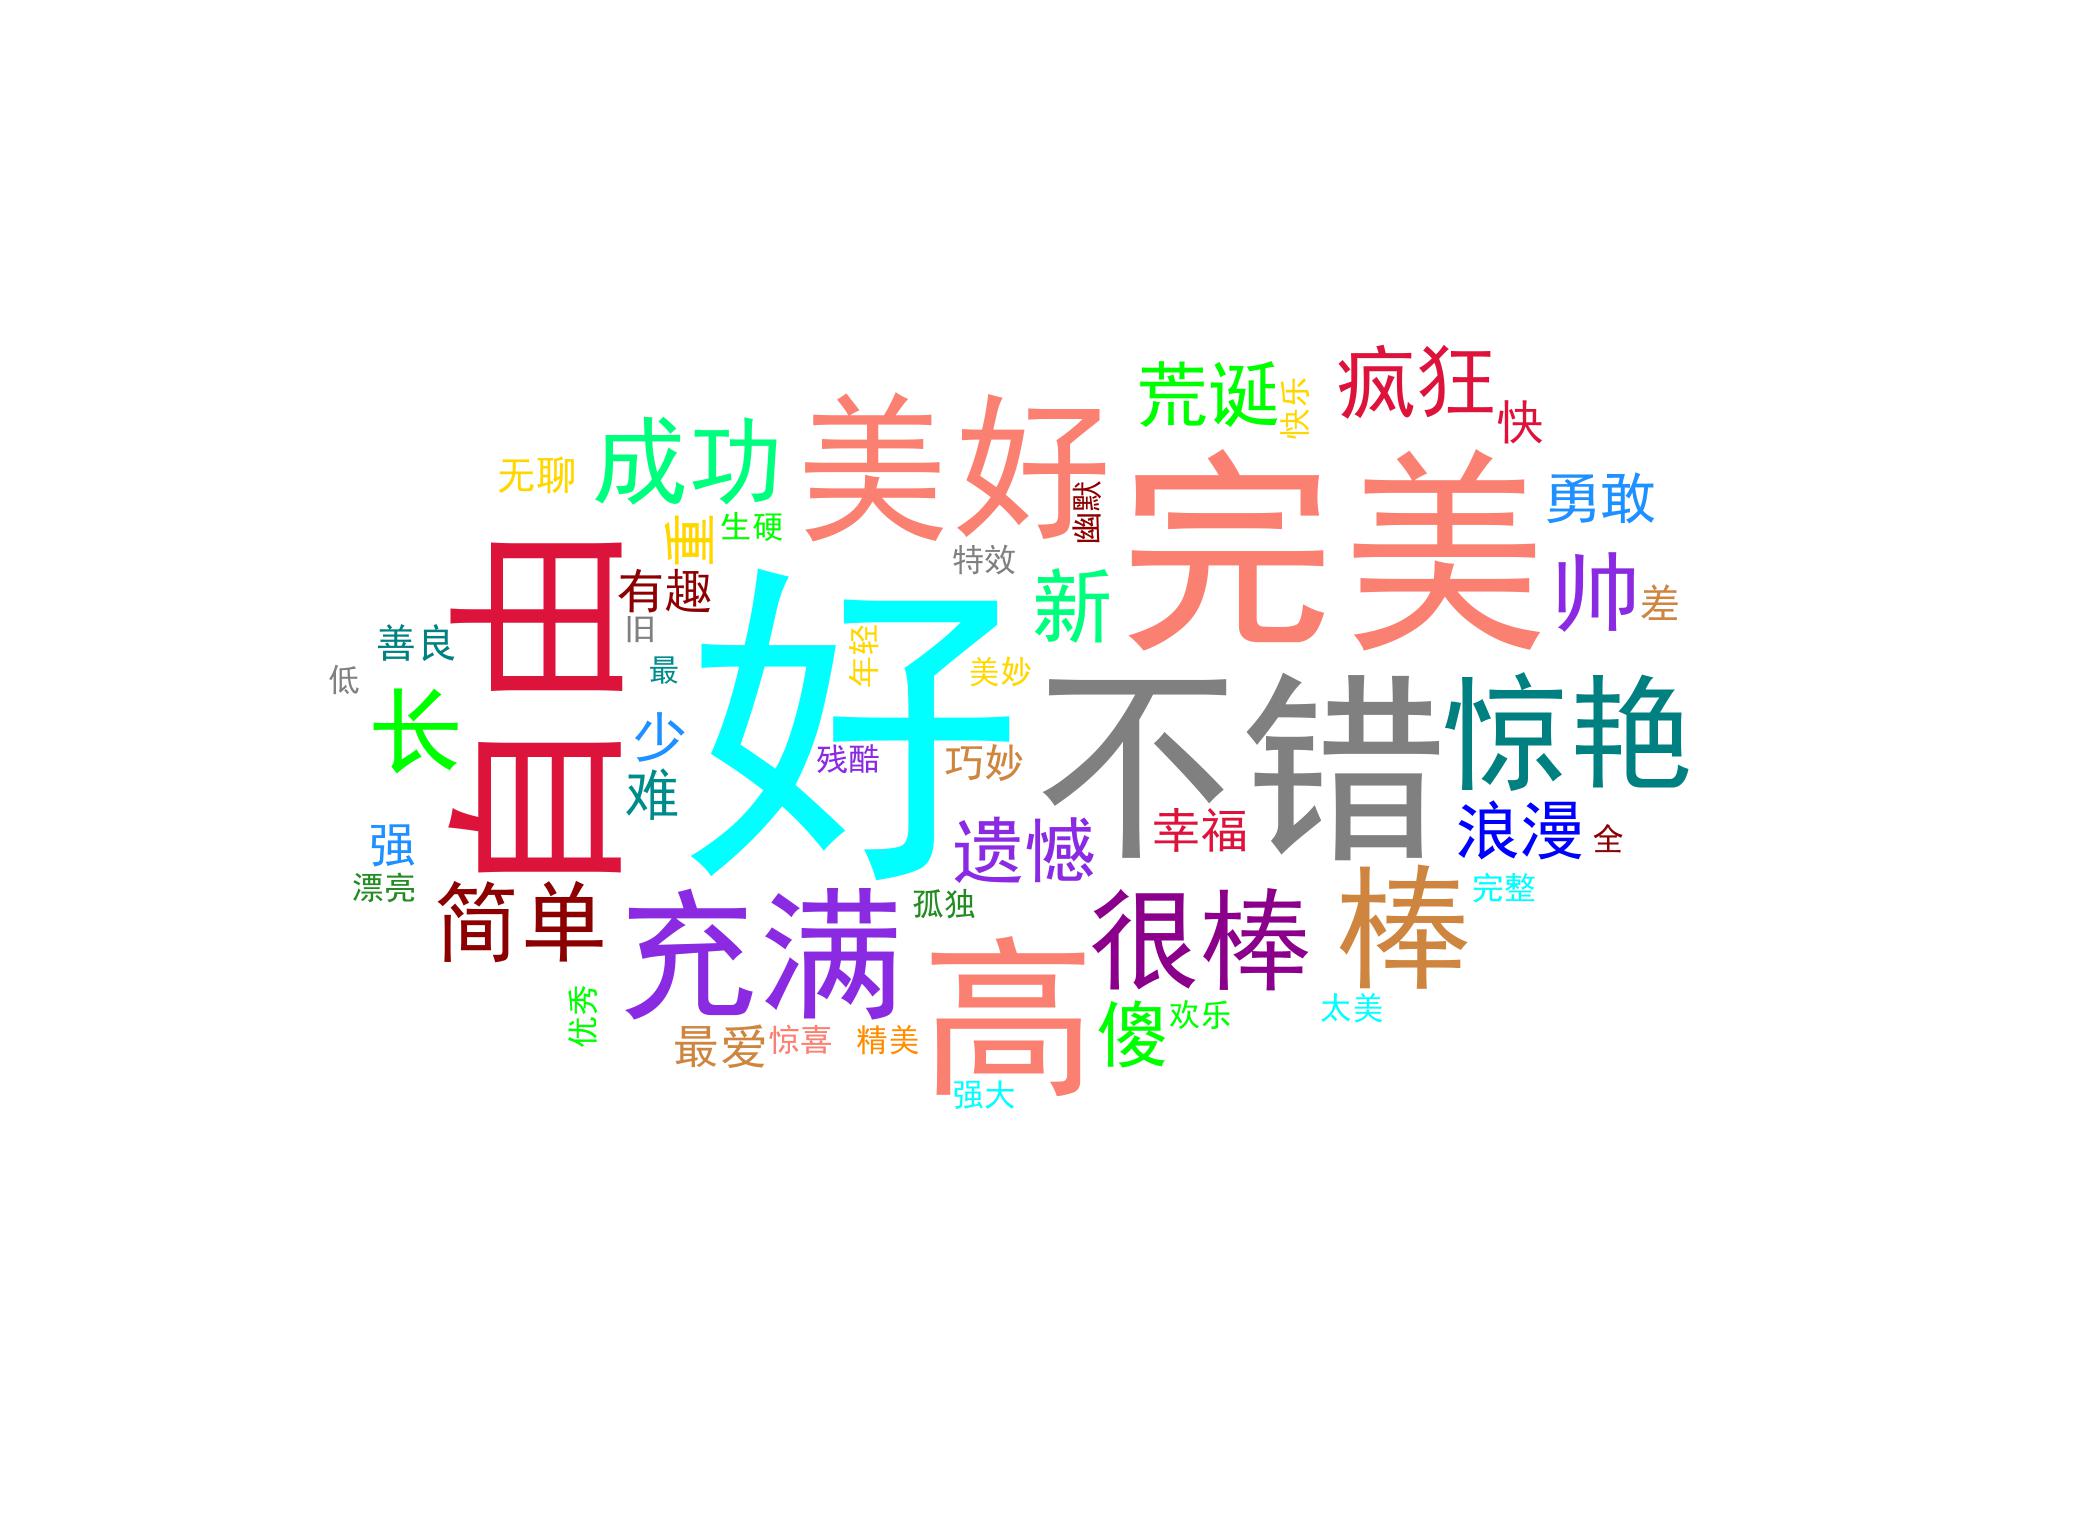 疯狂
荒诞
快乐
快
美好
成功
无聊
完美
勇敢
幽默
重
生硬
特效
自由
有趣
新
帅
差
旧
善良
年轻
美妙
最
低
长
少
好
不错
惊艳
残酷
巧妙
难
强
遗憾
幸福
浪漫
全
漂亮
简单
充满
孤独
很棒
棒
完整
高
优秀
最爱
惊喜
精美
傻
欢乐
太美
强大